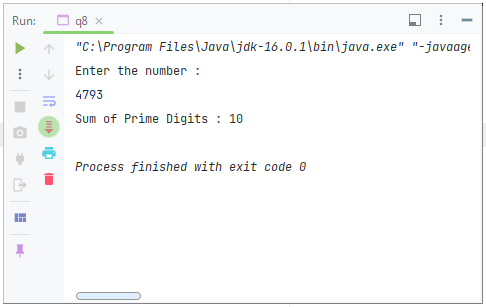 Run: q8
"C:\Program Files\Java\jdk-16.0.1\bin\java.exe" "-javaage
Enter the number :
4793
Sum of Prime Digits : 10
Process finished with exit code 0